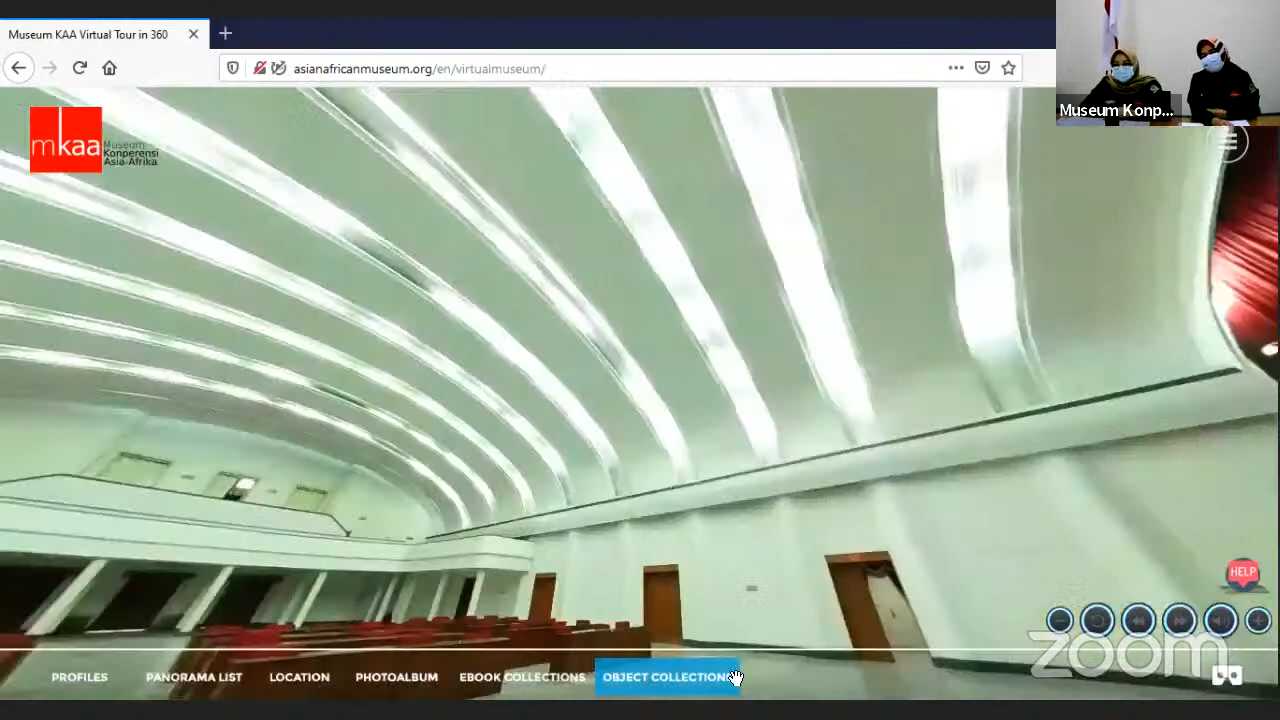 Museum KAA Virtual Tour in 360
asianafricanmuseum.org/en/virtualmuseum/
Museum Konp...
mkaa
Museum
Konperensi
Asia-Afrika
HELP
zoom
PROFILES
PANORAMA LIST
LOCATION
PHOTOALBUM
EBOOK COLLECTIONS
OBJECT COLLECTIONS